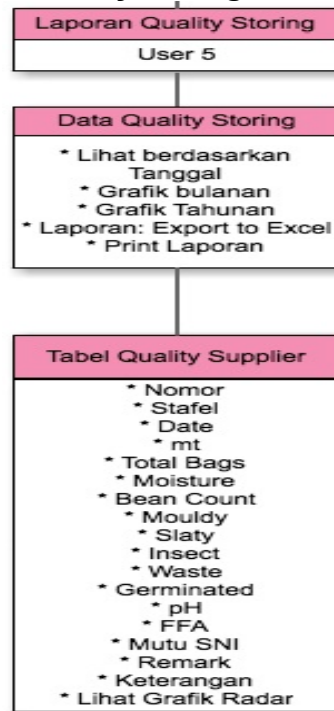 Laporan Quality Storing
User 5
Data Quality Storing
* Lihat berdasarkan
Tanggal
* Grafik bulanan
* Grafik Tahunan
* Laporan: Export to Excel
* Print Laporan
Tabel Quality Supplier
* Nomor
* Stafel
* Date
* mt
* Total Bags
* Moisture
* Bean Count
* Mouldy
* Slaty
* Insect
* Waste
* Germinated
* pH
* FFA
* Mutu SNI
* Remark
* Keterangan
* Lihat Grafik Radar